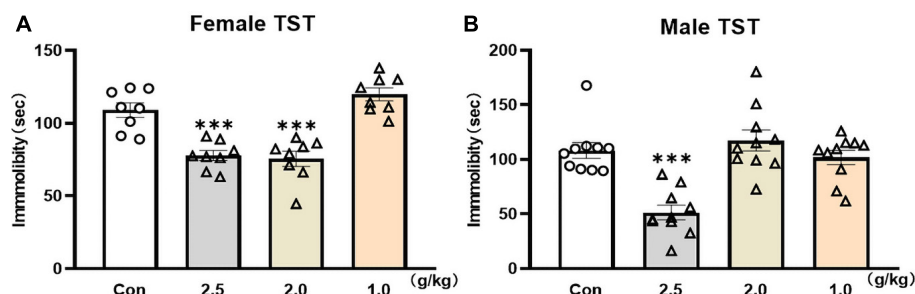 A
Female TST
Immmolibity (sec)
150
100
50
0
***
***
Con
2.5
2.0
1.0
(g/kg)
B
Male TST
Immmolibity (sec)
200
150
100
50
0
***
Con
2.5
2.0
1.0
(g/kg)